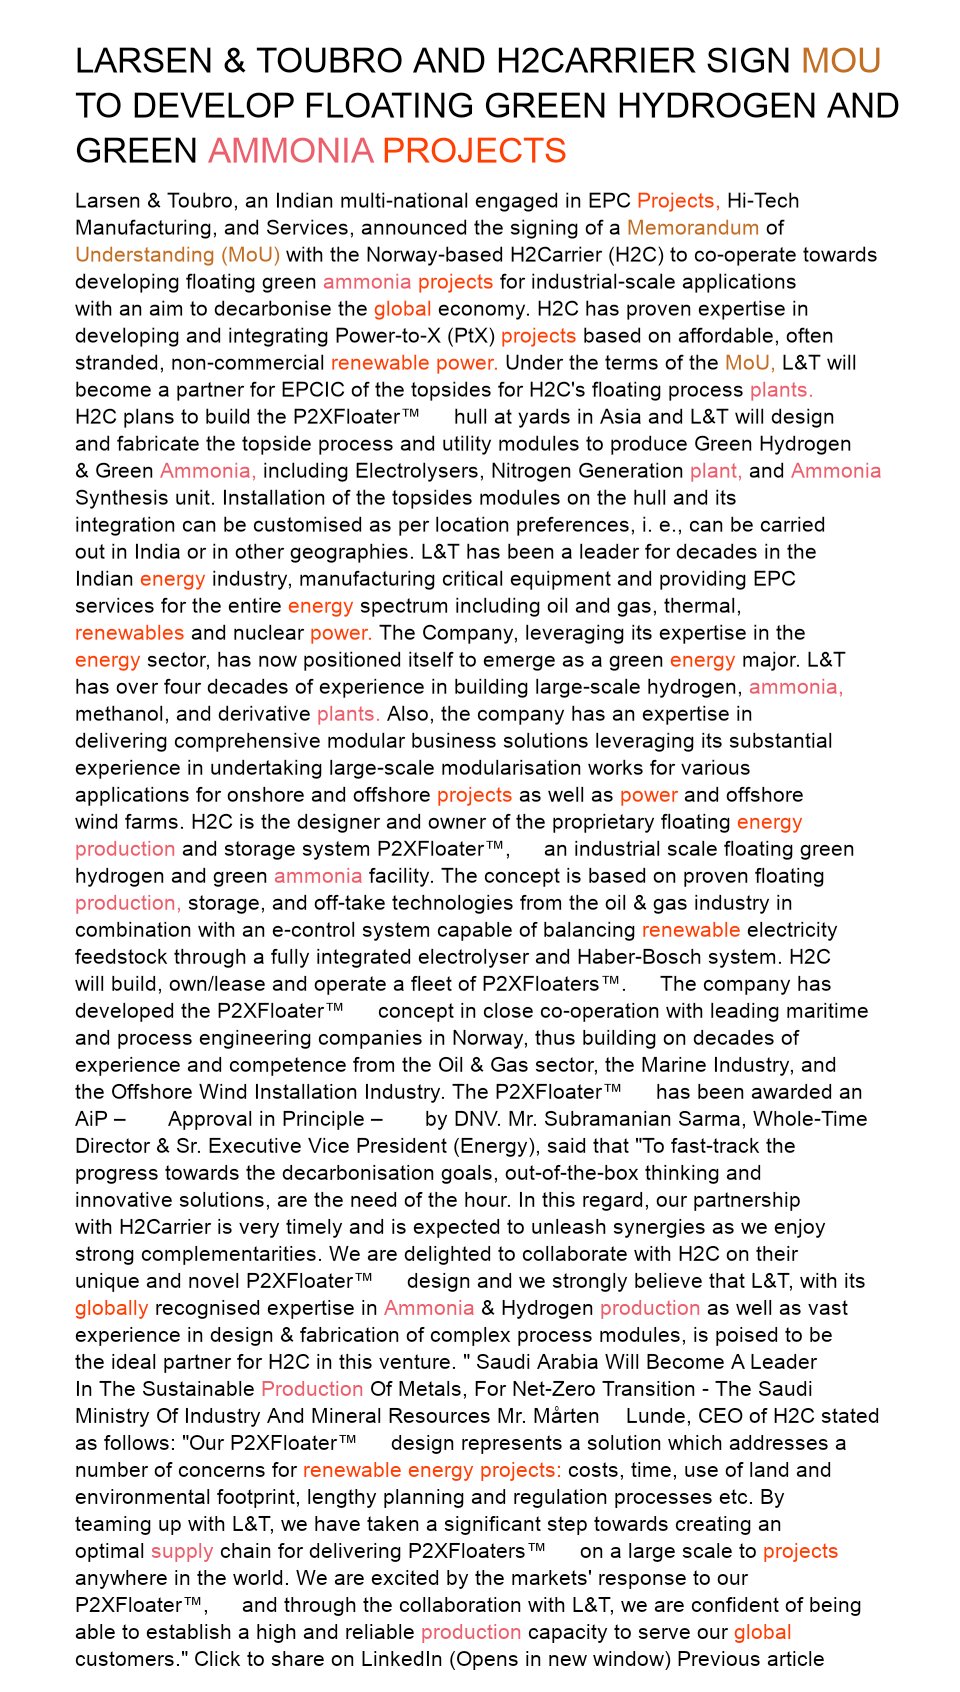 LARSEN & TOUBRO AND H2CARRIER SIGN MOU
TO DEVELOP FLOATING GREEN HYDROGEN AND
GREEN AMMONIA PROJECTS
Larsen & Toubro, an Indian multi-national engaged in EPC Projects, Hi-Tech
Manufacturing, and Services, announced the signing of a Memorandum of
Understanding (MoU) with the Norway-based H2Carrier (H2C) to co-operate towards
developing floating green ammonia projects for industrial-scale applications
with an aim to decarbonise the global economy. H2C has proven expertise in
developing and integrating Power-to-X (PtX) projects based on affordable, often
stranded, non-commercial renewable power. Under the terms of the MoU, L&T will
become a partner for EPCIC of the topsides for H2C's floating process plants.
H2C plans to build the P2XFloater™ hull at yards in Asia and L&T will design
and fabricate the topside process and utility modules to produce Green Hydrogen
& Green Ammonia, including Electrolysers, Nitrogen Generation plant, and Ammonia
Synthesis unit. Installation of the topsides modules on the hull and its
integration can be customised as per location preferences, i. e., can be carried
out in India or in other geographies. L&T has been a leader for decades in the
Indian energy industry, manufacturing critical equipment and providing EPC
services for the entire energy spectrum including oil and gas, thermal,
renewables and nuclear power. The Company, leveraging its expertise in the
energy sector, has now positioned itself to emerge as a green energy major. L&T
has over four decades of experience in building large-scale hydrogen, ammonia,
methanol, and derivative plants. Also, the company has an expertise in
delivering comprehensive modular business solutions leveraging its substantial
experience in undertaking large-scale modularisation works for various
applications for onshore and offshore projects as well as power and offshore
wind farms. H2C is the designer and owner of the proprietary floating energy
production and storage system P2XFloater™, an industrial scale floating green
hydrogen and green ammonia facility. The concept is based on proven floating
production, storage, and off-take technologies from the oil & gas industry in
combination with an e-control system capable of balancing renewable electricity
feedstock through a fully integrated electrolyser and Haber-Bosch system. H2C
will build, own/lease and operate a fleet of P2XFloaters™. The company has
developed the P2XFloater™ concept in close co-operation with leading maritime
and process engineering companies in Norway, thus building on decades of
experience and competence from the Oil & Gas sector, the Marine Industry, and
the Offshore Wind Installation Industry. The P2XFloater™ has been awarded an
AiP – Approval in Principle – by DNV. Mr. Subramanian Sarma, Whole-Time
Director & Sr. Executive Vice President (Energy), said that "To fast-track the
progress towards the decarbonisation goals, out-of-the-box thinking and
innovative solutions, are the need of the hour. In this regard, our partnership
with H2Carrier is very timely and is expected to unleash synergies as we enjoy
strong complementarities. We are delighted to collaborate with H2C on their
unique and novel P2XFloater™ design and we strongly believe that L&T, with its
globally recognised expertise in Ammonia & Hydrogen production as well as vast
experience in design & fabrication of complex process modules, is poised to be
the ideal partner for H2C in this venture. " Saudi Arabia Will Become A Leader
In The Sustainable Production Of Metals, For Net-Zero Transition - The Saudi
Ministry Of Industry And Mineral Resources Mr. Mårten Lunde, CEO of H2C stated
as follows: "Our P2XFloater™ design represents a solution which addresses a
number of concerns for renewable energy projects: costs, time, use of land and
environmental footprint, lengthy planning and regulation processes etc. By
teaming up with L&T, we have taken a significant step towards creating an
optimal supply chain for delivering P2XFloaters™ on a large scale to projects
anywhere in the world. We are excited by the markets' response to our
P2XFloater™, and through the collaboration with L&T, we are confident of being
able to establish a high and reliable production capacity to serve our global
customers." Click to share on LinkedIn (Opens in new window) Previous article